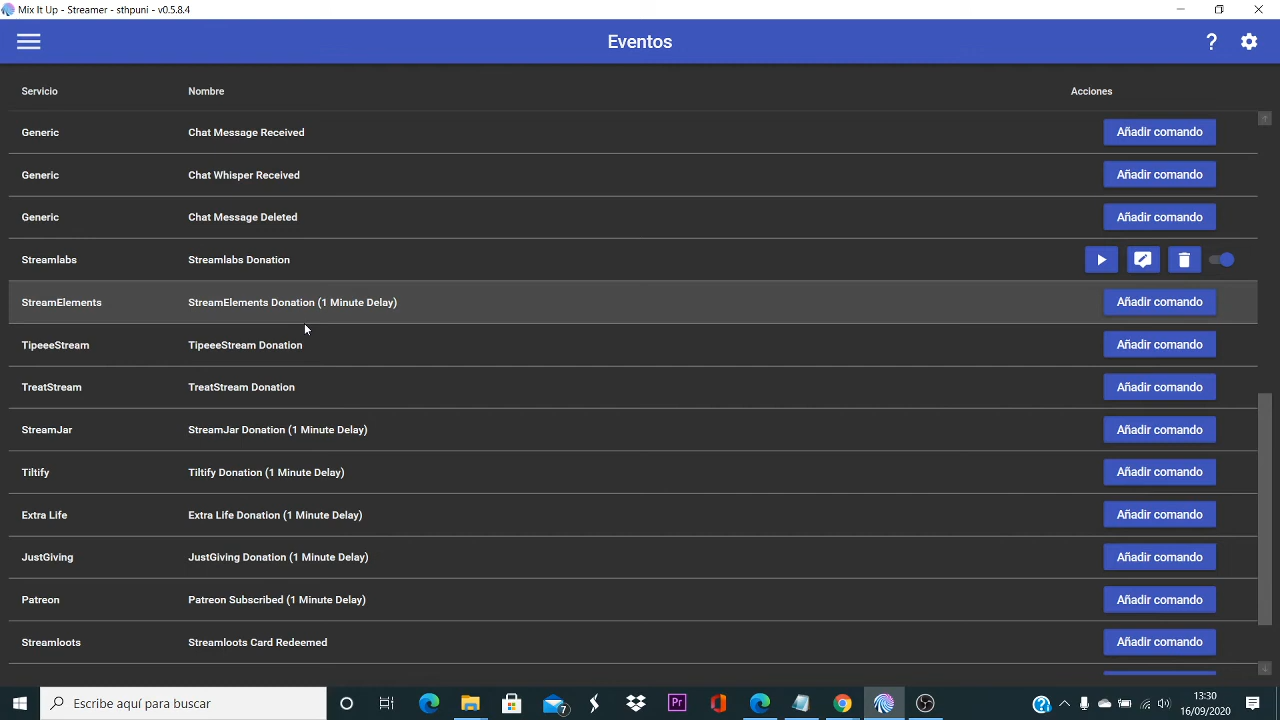 Mix It Up - Streamer - sthpuni - v0.5.8.4
Eventos
?
Servicio Nombre Acciones
Generic Chat Message Received Añadir comando
Generic Chat Whisper Received Añadir comando
Generic Chat Message Deleted Añadir comando
Streamlabs Streamlabs Donation
StreamElements StreamElements Donation (1 Minute Delay) Añadir comando
TipeeeStream TipeeeStream Donation Añadir comando
TreatStream TreatStream Donation Añadir comando
StreamJar StreamJar Donation (1 Minute Delay) Añadir comando
Tiltify Tiltify Donation (1 Minute Delay) Añadir comando
Extra Life Extra Life Donation (1 Minute Delay) Añadir comando
JustGiving JustGiving Donation (1 Minute Delay) Añadir comando
Patreon Patreon Subscribed (1 Minute Delay) Añadir comando
Streamloots Streamloots Card Redeemed Añadir comando
Escribe aquí para buscar 7 Pr ? 13:30
16/09/2020